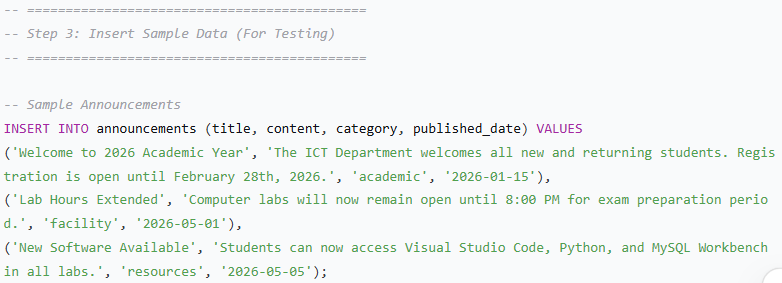 -- ============================================
-- Step 3: Insert Sample Data (For Testing)
-- ============================================
-- Sample Announcements
INSERT INTO announcements (title, content, category, published_date) VALUES
('Welcome to 2026 Academic Year', 'The ICT Department welcomes all new and returning students. Regis
tration is open until February 28th, 2026.', 'academic', '2026-01-15'),
('Lab Hours Extended', 'Computer labs will now remain open until 8:00 PM for exam preparation perio
d.', 'facility', '2026-05-01'),
('New Software Available', 'Students can now access Visual Studio Code, Python, and MySQL Workbench
in all labs.', 'resources', '2026-05-05');